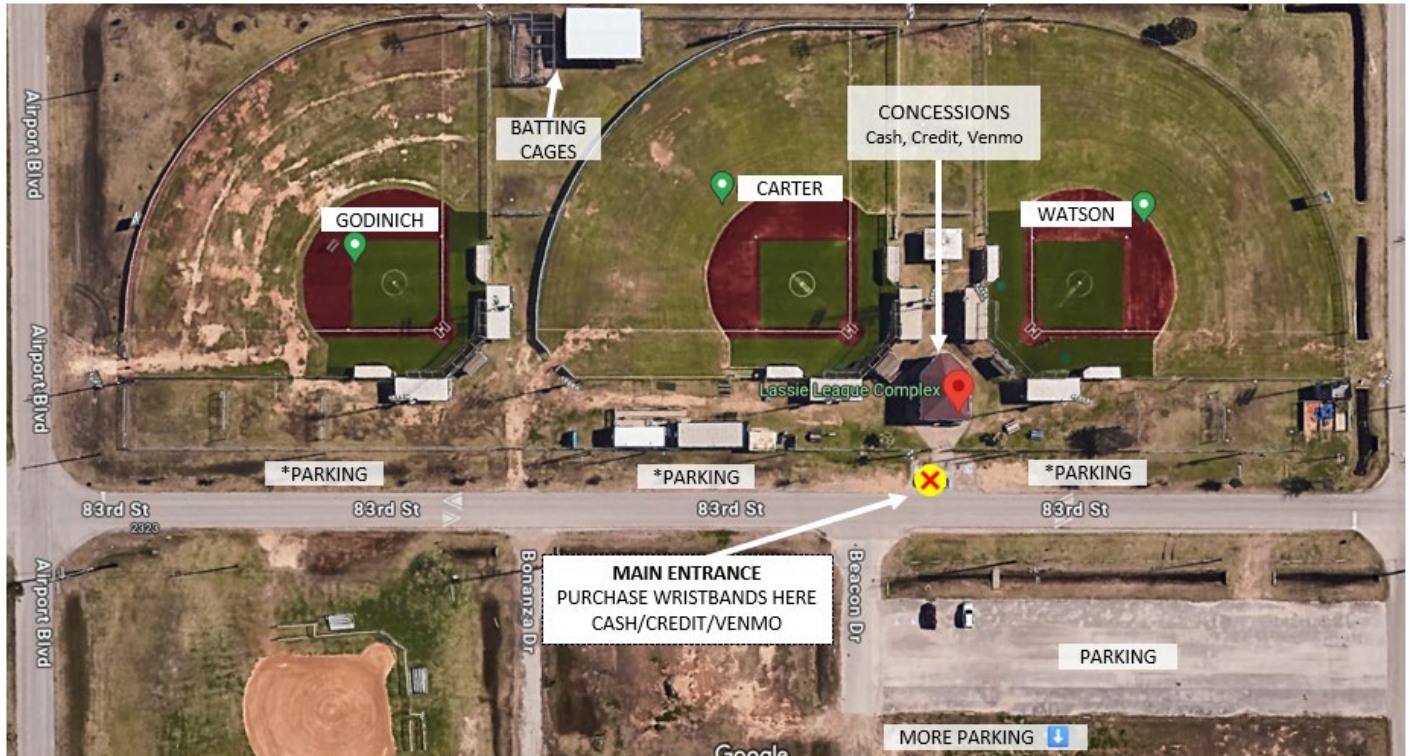 Airport Blvd
BATTING
CAGES
CONCESSIONS
Cash, Credit, Venmo
CARTER
GODINICH
WATSON
Airport Blvd
Lassie League Complex
*PARKING
*PARKING
*PARKING
83rd St
83rd St
83rd St
83rd St
2323
Airport Blvd
Bonanza Dr
MAIN ENTRANCE
PURCHASE WRISTBANDS HERE
CASH/CREDIT/VENMO
Beacon Dr
PARKING
MORE PARKING
Google